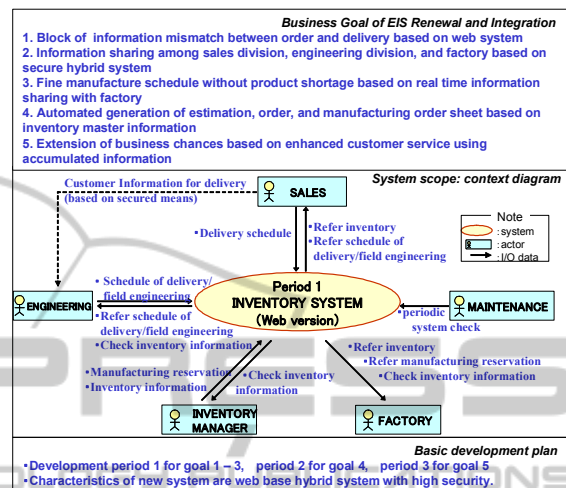 Business Goal of EIS Renewal and Integration
1. Block of information mismatch between order and delivery based on web system
2. Information sharing among sales division, engineering division, and factory based on
secure hybrid system
3. Fine manufacture schedule without product shortage based on real time information
sharing with factory
4. Automated generation of estimation, order, and manufacturing order sheet based on
inventory master information
5. Extension of business chances based on enhanced customer service using
accumulated information
System scope: context diagram
Customer Information for delivery
(based on secured means)
SALES
Note
: system
: actor
: I/O data
▪Delivery schedule
▪Refer inventory
▪Refer schedule of
delivery/field engineering
Period 1
INVENTORY SYSTEM
(Web version)
▪ Schedule of delivery/
field engineering
ENGINEERING
▪Refer schedule of
delivery/field engineering
▪Check inventory information
MAINTENANCE
▪periodic
system check
▪Manufacturing reservation
▪Inventory information
▪Check inventory
information
▪Refer inventory
▪Refer manufacturing reservation
▪Check inventory information
INVENTORY
MANAGER
FACTORY
Basic development plan
▪Development period 1 for goal 1 – 3, period 2 for goal 4, period 3 for goal 5
▪Characteristics of new system are web base hybrid system with high security.